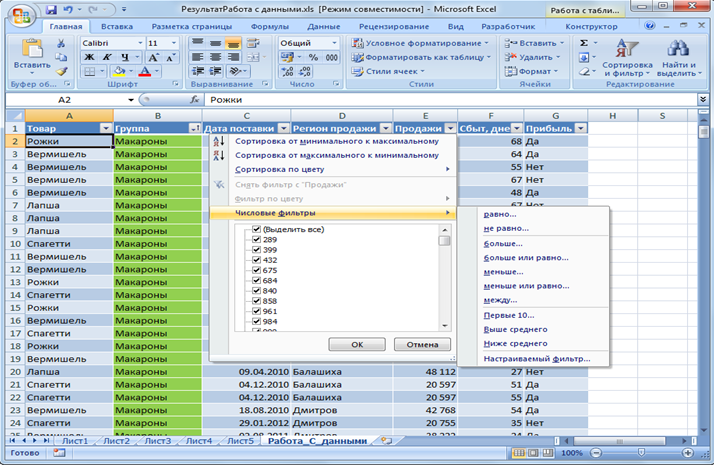 РезультатРабота с данными.xls [Режим совместимости] - Microsoft Excel
Работа с табли...
Главная Вставка Разметка страницы Формулы Данные Рецензирование Вид Разработчик Конструктор
Вставить
Calibri 11
Общий
Условное форматирование
Форматировать как таблицу
Стили ячеек
Вставить
Удалить
Формат
Сортировка и фильтр
Найти и выделить
Буфер об... Шрифт Выравнивание Число Стили Ячейки Редактирование
A2 fx Рожки
A B C D E F G H S
1 Товар Группа Дата поставки Регион продажи Продажи Сбыт, дне Прибыль
2 Рожки Макароны 68 Да
3 Вермишель Макароны 64 Да
4 Вермишель Макароны 55 Нет
5 Вермишель Макароны 67 Нет
6 Вермишель Макароны 48 Да
7 Лапша Макароны 67 Нет
8 Лапша Макароны
9 Лапша Макароны
10 Спагетти Макароны
11 Вермишель Макароны
12 Вермишель Макароны
13 Рожки Макароны
14 Спагетти Макароны
15 Рожки Макароны
16 Вермишель Макароны
17 Спагетти Макароны
18 Рожки Макароны
19 Вермишель Макароны
20 Лапша Макароны 09.04.2010 Балашиха 48 112 27 Нет
21 Спагетти Макароны 04.12.2010 Балашиха 20 597 51 Да
22 Спагетти Макароны 04.12.2010 Балашиха 20 597 55 Да
23 Вермишель Макароны 18.08.2010 Дмитров 42 768 54 Да
24 Спагетти Макароны 29.01.2012 Дмитров 20 755 35 Нет
Сортировка от минимального к максимальному
Сортировка от максимального к минимальному
Сортировка по цвету
Снять фильтр с "Продажи"
Фильтр по цвету
Числовые фильтры
(Выделить все)
289
399
432
675
684
840
858
961
984
OK Отмена
равно...
не равно...
больше...
больше или равно...
меньше...
меньше или равно...
между...
Первые 10...
Выше среднего
Ниже среднего
Настраиваемый фильтр...
Лист1 Лист2 Лист3 Лист4 Лист5 Работа_С_данными
Готово 100%